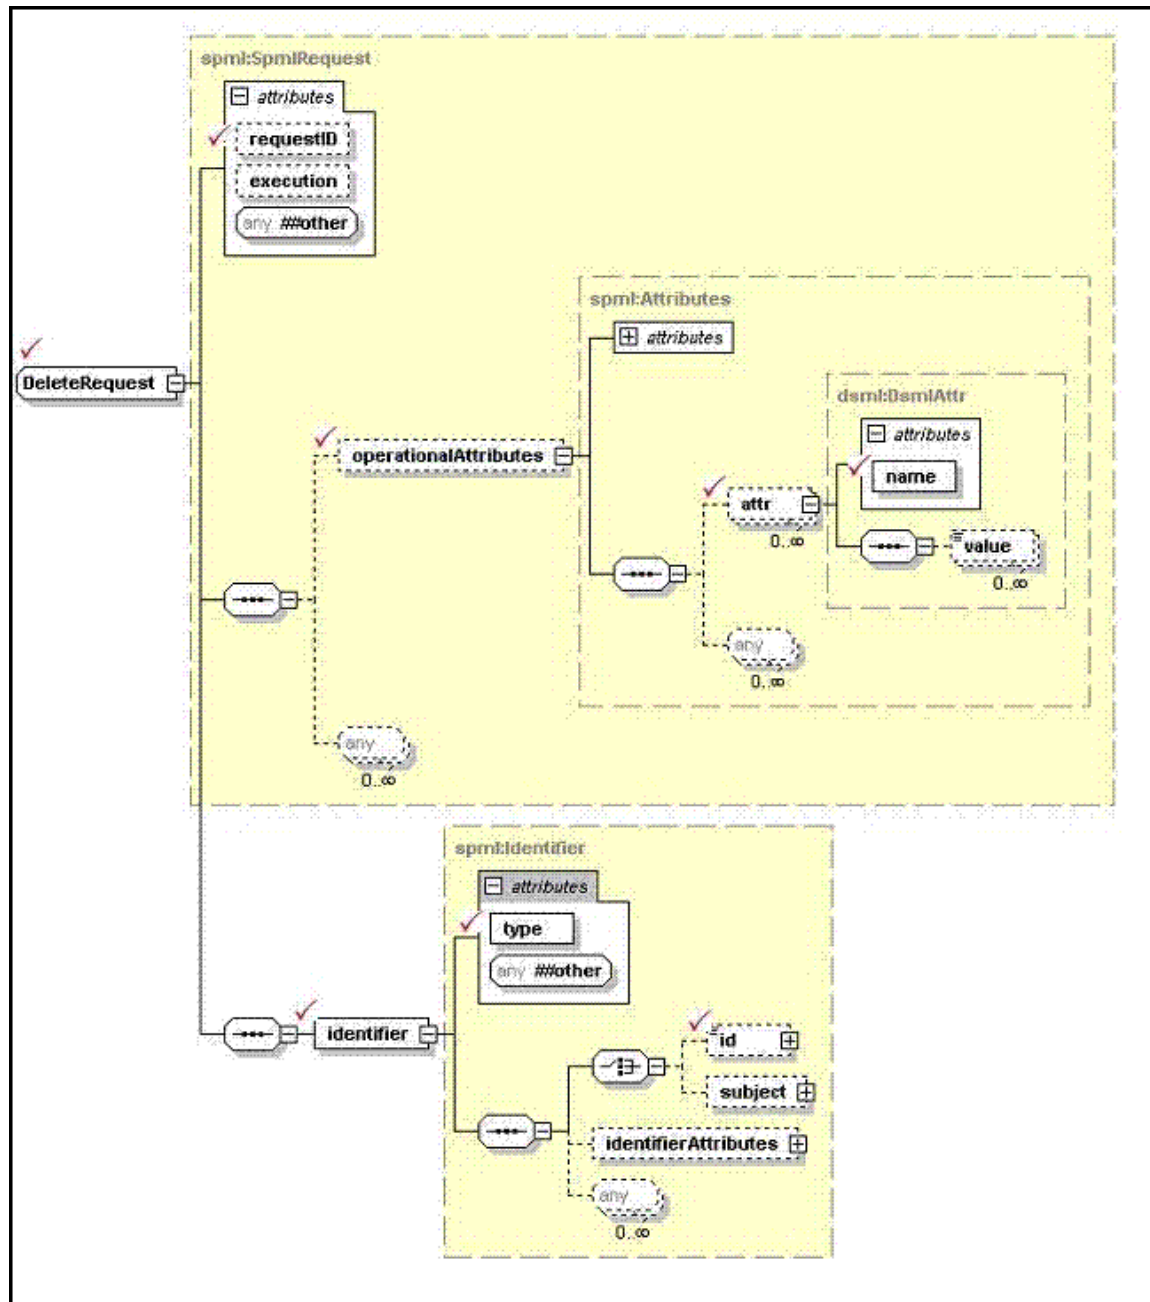 spml:SpmlRequest
attributes
requestID
execution
any ##other
spml:Attributes
attributes
DeleteRequest
dsml:DsmlAttr
attributes
operationalAttributes
name
attr
0..∞
value
0..∞
any
0..∞
any
0..∞
spml:Identifier
attributes
type
any ##other
identifier
id
subject
identifierAttributes
any
0..∞